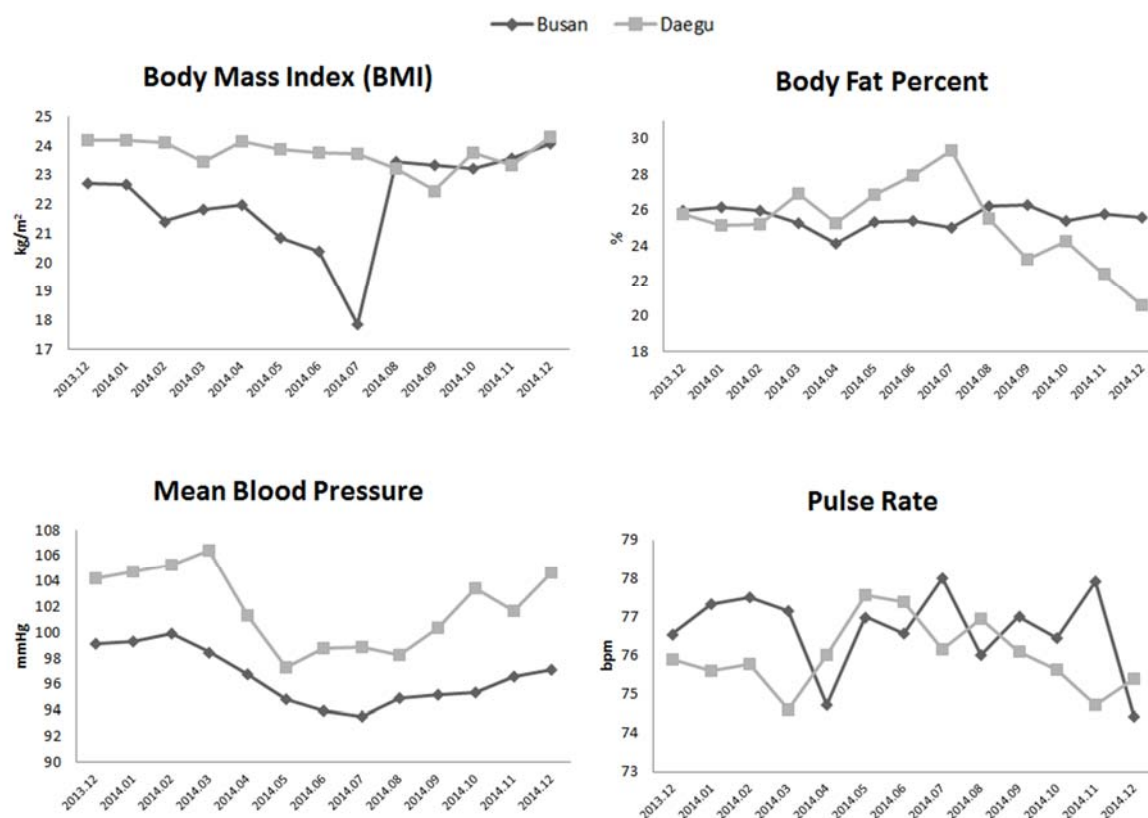 Busan Daegu
Body Mass Index (BMI)
25
24
23
22
21
20
19
18
17
kg/m²
2013.12 2014.01 2014.02 2014.03 2014.04 2014.05 2014.06 2014.07 2014.08 2014.09 2014.10 2014.11 2014.12
Body Fat Percent
30
28
26
24
22
20
18
%
2013.12 2014.01 2014.02 2014.03 2014.04 2014.05 2014.06 2014.07 2014.08 2014.09 2014.10 2014.11 2014.12
Mean Blood Pressure
108
106
104
102
100
98
96
94
92
90
mmHg
2013.12 2014.01 2014.02 2014.03 2014.04 2014.05 2014.06 2014.07 2014.08 2014.09 2014.10 2014.11 2014.12
Pulse Rate
79
78
77
76
75
74
73
bpm
2013.12 2014.01 2014.02 2014.03 2014.04 2014.05 2014.06 2014.07 2014.08 2014.09 2014.10 2014.11 2014.12